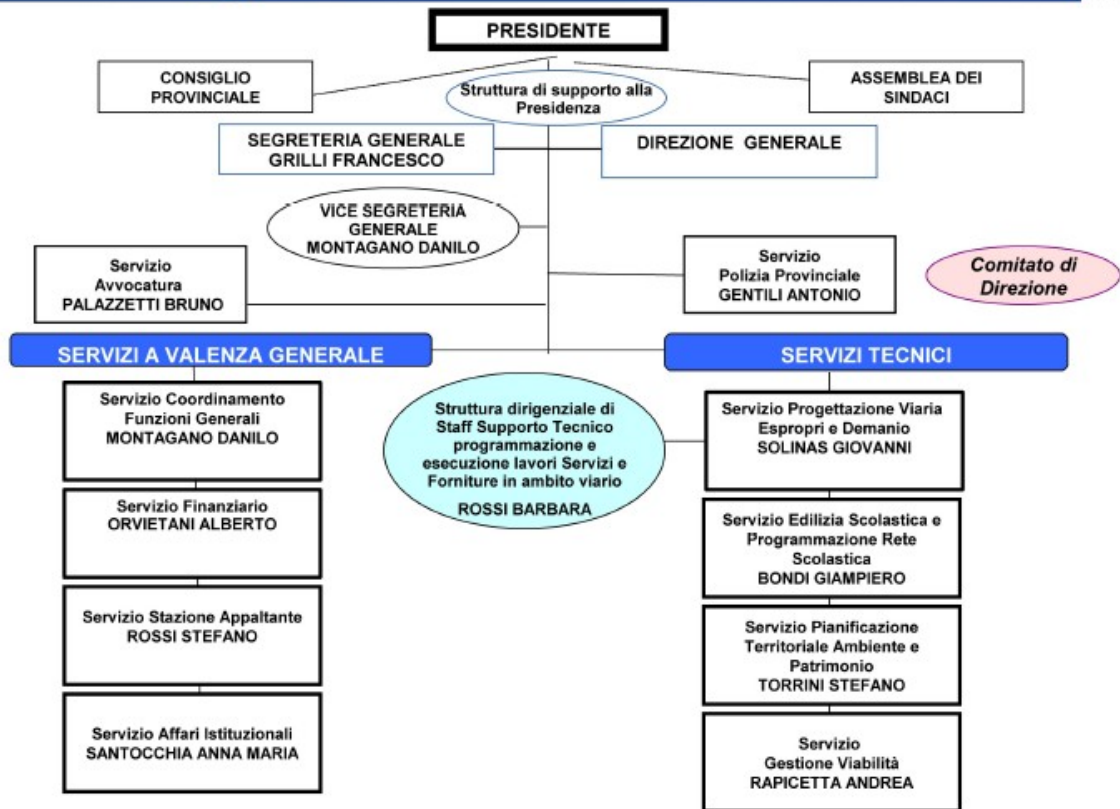 PRESIDENTE
CONSIGLIO
PROVINCIALE
Struttura di supporto alla
Presidenza
ASSEMBLEA DEI
SINDACI
SEGRETERIA GENERALE
GRILLI FRANCESCO
DIREZIONE GENERALE
VICE SEGRETERIA
GENERALE
MONTAGANO DANILO
Servizio
Avvocatura
PALAZZETTI BRUNO
Servizio
Polizia Provinciale
GENTILI ANTONIO
Comitato di
Direzione
SERVIZI A VALENZA GENERALE
SERVIZI TECNICI
Servizio Coordinamento
Funzioni Generali
MONTAGANO DANILO
Servizio Finanziario
ORVIETANI ALBERTO
Servizio Stazione Appaltante
ROSSI STEFANO
Servizio Affari Istituzionali
SANTOCCHIA ANNA MARIA
Struttura dirigenziale di
Staff Supporto Tecnico
programmazione e
esecuzione lavori Servizi e
Forniture in ambito viario
ROSSI BARBARA
Servizio Progettazione Viaria
Espropri e Demanio
SOLINAS GIOVANNI
Servizio Edilizia Scolastica e
Programmazione Rete
Scolastica
BONDI GIAMPIERO
Servizio Pianificazione
Territoriale Ambiente e
Patrimonio
TORRINI STEFANO
Servizio
Gestione Viabilità
RAPICETTA ANDREA